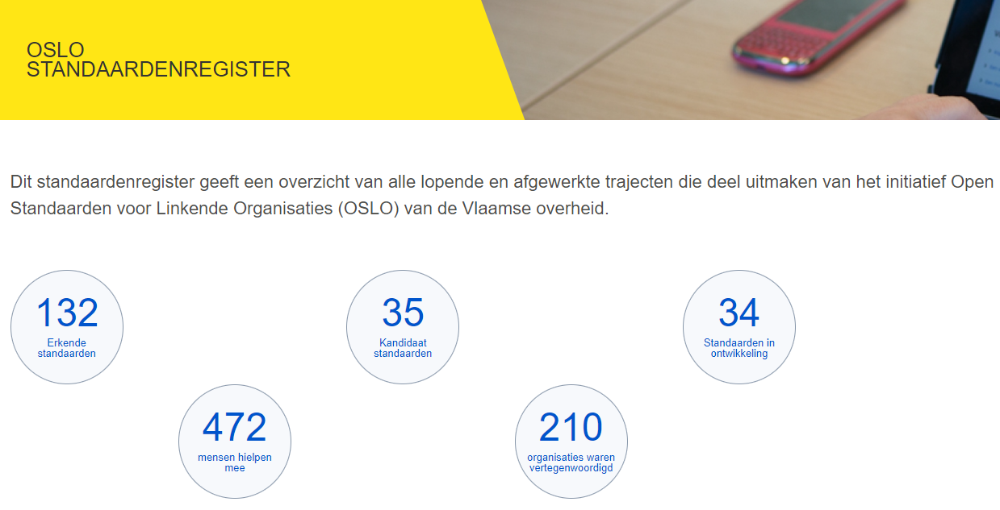 OSLO
STANDAARDENREGISTER
Dit standaardenregister geeft een overzicht van alle lopende en afgewerkte trajecten die deel uitmaken van het initiatief Open
Standaarden voor Linkende Organisaties (OSLO) van de Vlaamse overheid.
132
Erkende
standaarden
35
Kandidaat
standaarden
34
Standaarden in
ontwikkeling
472
mensen hielpen
mee
210
organisaties waren
vertegenwoordigd